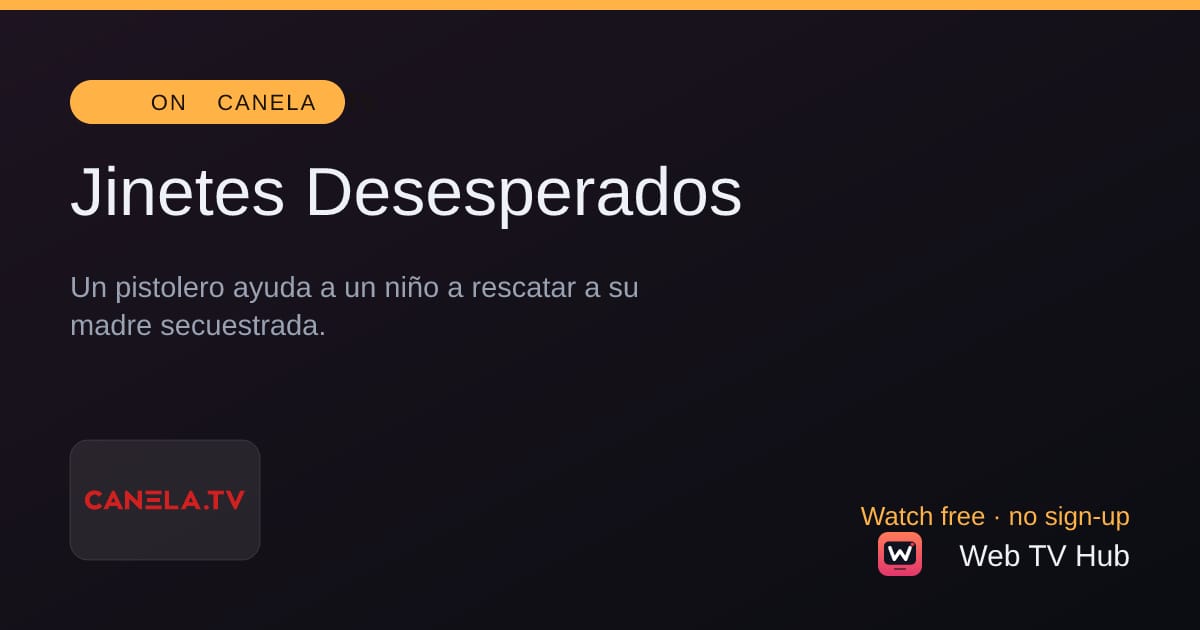 ON CANELA
Jinetes Desesperados
Un pistolero ayuda a un niño a rescatar a su
madre secuestrada.
CANELA.TV
Watch free · no sign-up
W
Web TV Hub